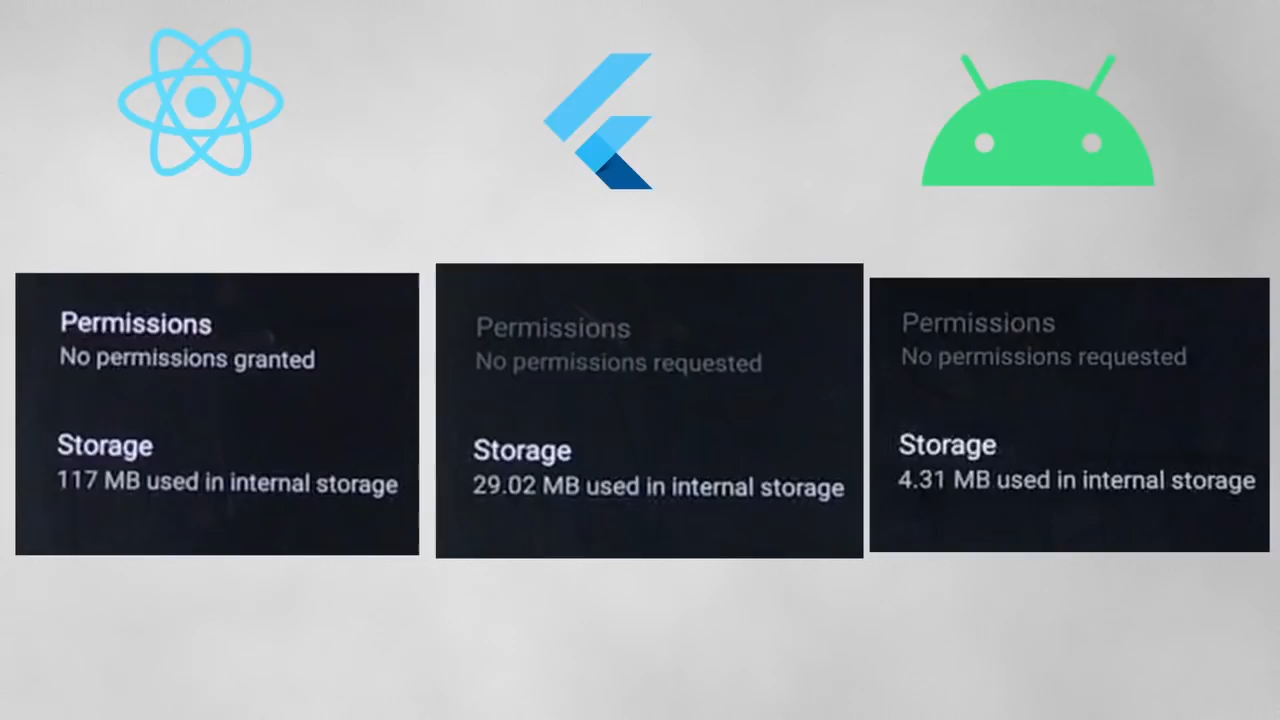 Permissions
No permissions granted
Storage
117 MB used in internal storage
Permissions
No permissions requested
Storage
29.02 MB used in internal storage
Permissions
No permissions requested
Storage
4.31 MB used in internal storage